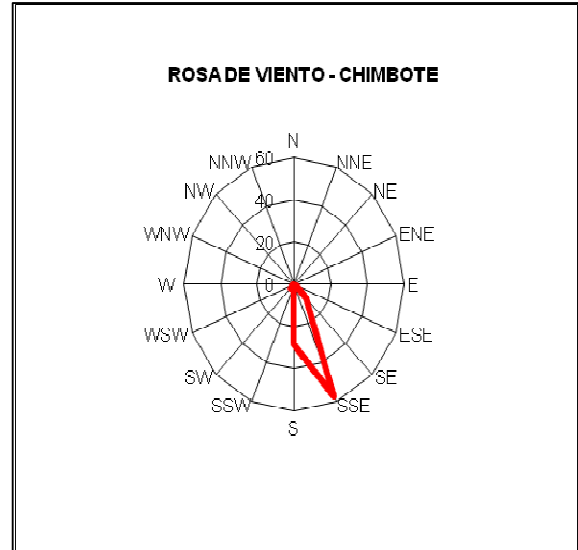 ROSA DE VIENTO - CHIMBOTE
N
NNW 60 NNE
NW NE
40
WNW ENE
20
W 0 E
WSW ESE
SW SE
SSW SSE
S